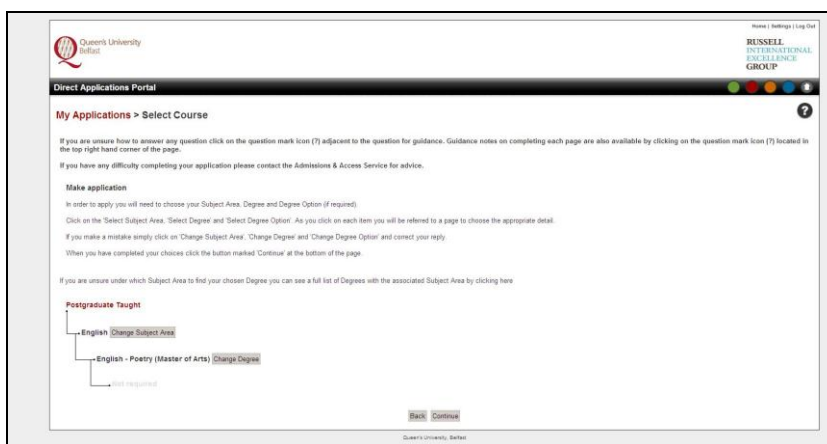 Home | Settings | Log Out
Queen's University
Belfast
RUSSELL
INTERNATIONAL
EXCELLENCE
GROUP
Direct Applications Portal
My Applications > Select Course
?
If you are unsure how to answer any question click on the question mark icon (?) adjacent to the question for guidance. Guidance notes on completing each page are also available by clicking on the question mark icon (?) located in
the top right hand corner of the page.
If you have any difficulty completing your application please contact the Admissions & Access Service for advice.
Make application
In order to apply you will need to choose your Subject Area, Degree and Degree Option (if required).
Click on the 'Select Subject Area, 'Select Degree' and 'Select Degree Option'. As you click on each item you will be referred to a page to choose the appropriate detail.
If you make a mistake simply click on 'Change Subject Area', 'Change Degree' and 'Change Degree Option' and correct your reply
When you have completed your choices click the button marked 'Continue' at the bottom of the page.
If you are unsure under which Subject Area to find your chosen Degree you can see a full list of Degrees with the associated Subject Area by clicking here
Postgraduate Taught
English Change Subject Area
English - Poetry (Master of Arts) Change Degree
Not required
Back Continue
Queen's University, Belfast